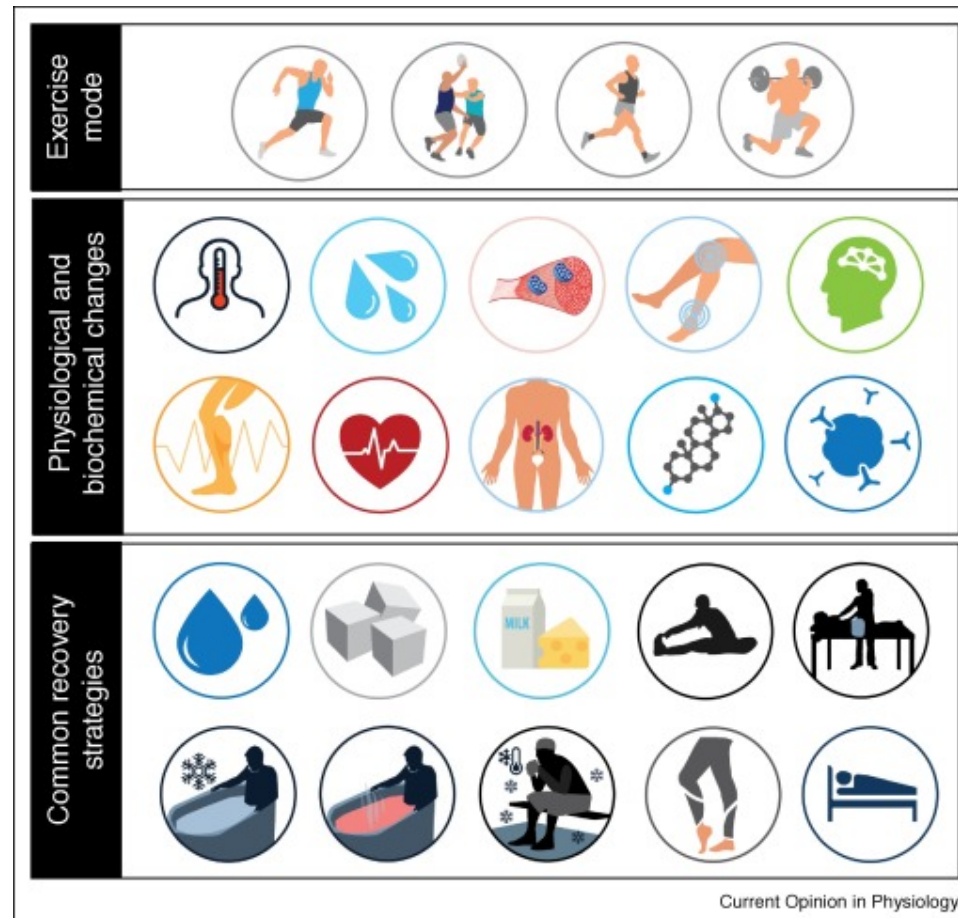 Exercise
mode
Physiological and
biochemical changes
MILK
Common recovery
strategies
Current Opinion in Physiology